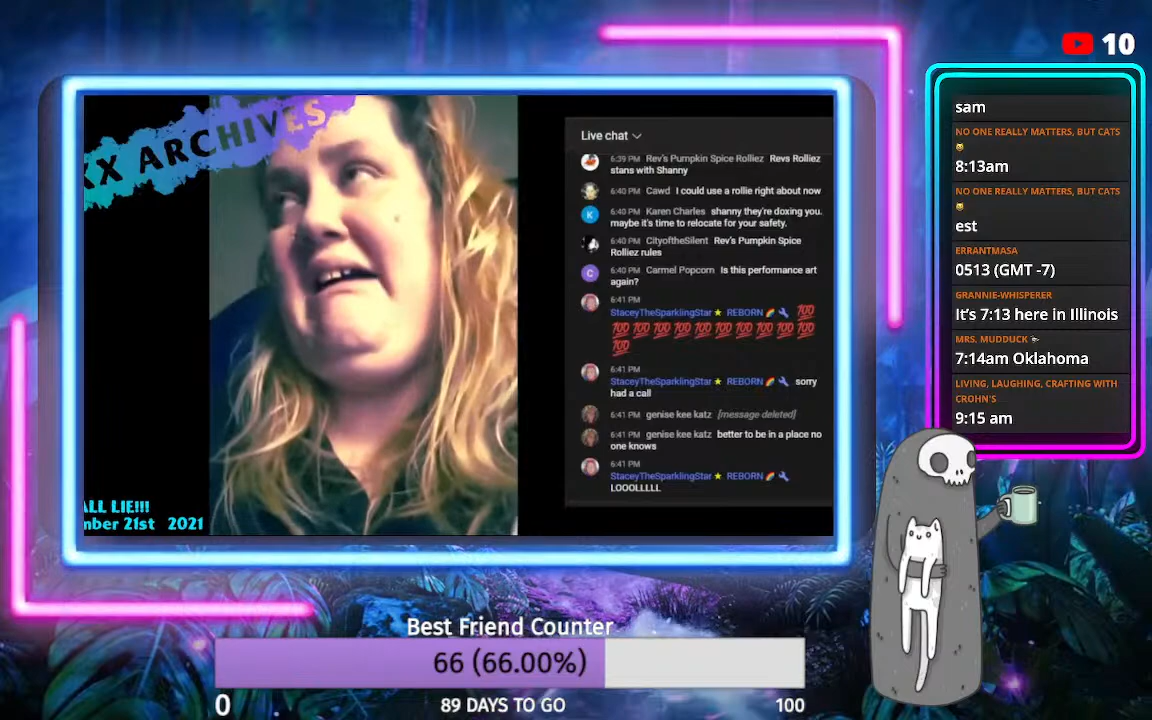 10
XX ARCHIVES
ALL LIE!!!
mber 21st 2021
Live chat
6:39 PM Rev's Pumpkin Spice Rolliez Revs Rolliez
stans with Shanny
6:40 PM Cawd I could use a rollie right about now
K
6:40 PM Karen Charles shanny they're doxing you.
maybe it's time to relocate for your safety.
6:40 PM CityoftheSilent Rev's Pumpkin Spice
Rolliez rules
C
6:40 PM Carmel Popcorn Is this performance art
again?
6:41 PM
StaceyTheSparklingStar ⭐ REBORN 🌈 🔧 💯
💯💯💯💯💯💯💯💯💯💯
💯
6:41 PM
StaceyTheSparklingStar ⭐ REBORN 🌈 🔧 sorry
had a call
6:41 PM genise kee katz [message deleted]
6:41 PM genise kee katz better to be in a place no
one knows
6:41 PM
StaceyTheSparklingStar ⭐ REBORN 🌈 🔧
LOOOLLLLL
sam
NO ONE REALLY MATTERS, BUT CATS
🐱
8:13am
NO ONE REALLY MATTERS, BUT CATS
🐱
est
ERRANTMASA
0513 (GMT -7)
GRANNIE-WHISPERER
It's 7:13 here in Illinois
MRS. MUDDUCK
7:14am Oklahoma
LIVING, LAUGHING, CRAFTING WITH
CROHN'S
9:15 am
Best Friend Counter
66 (66.00%)
0
89 DAYS TO GO
100